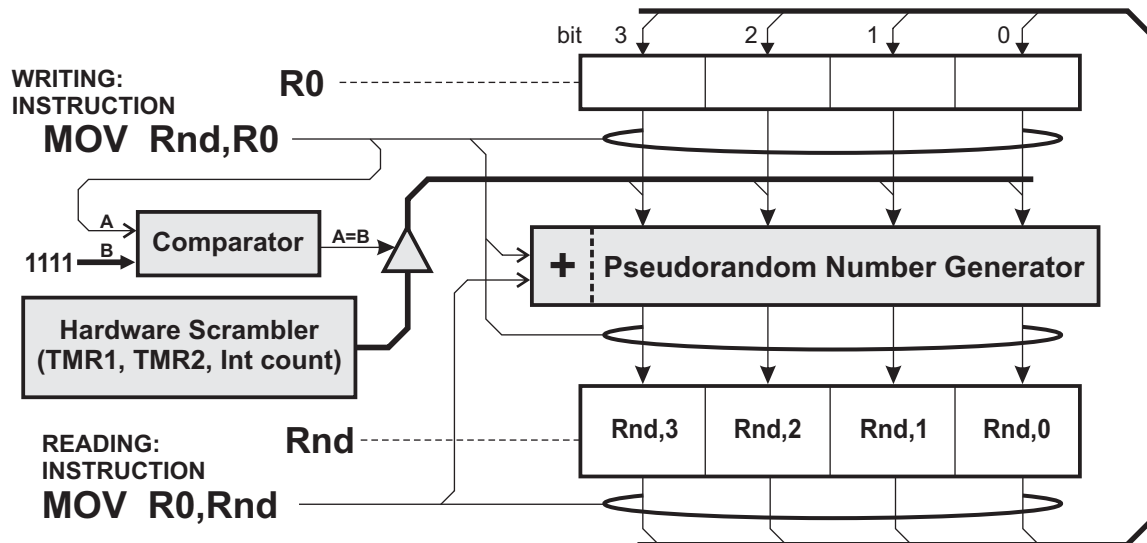 bit 3 2 1 0
WRITING:
INSTRUCTION
R0
MOV Rnd,R0
A
B
1111
Comparator
A=B
+ Pseudorandom Number Generator
Hardware Scrambler
(TMR1, TMR2, Int count)
READING:
INSTRUCTION
Rnd
Rnd,3 Rnd,2 Rnd,1 Rnd,0
MOV R0,Rnd